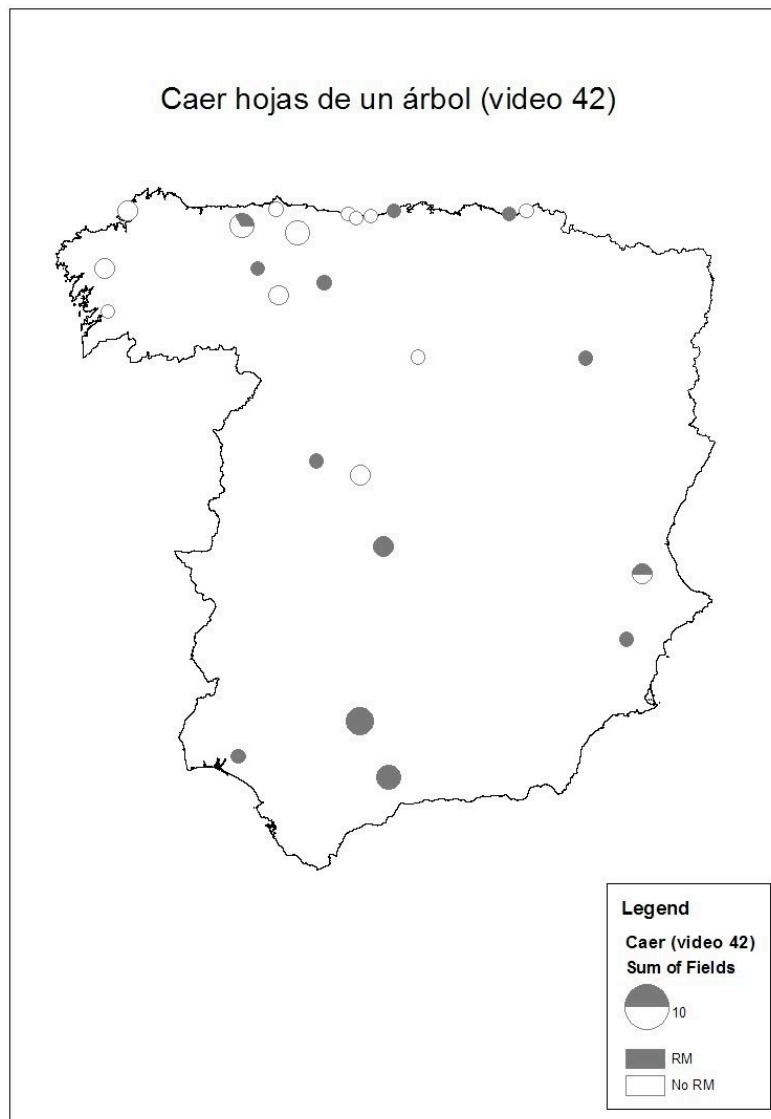 Caer hojas de un árbol (video 42)
Legend
Caer (video 42)
Sum of Fields
10
RM
No RM